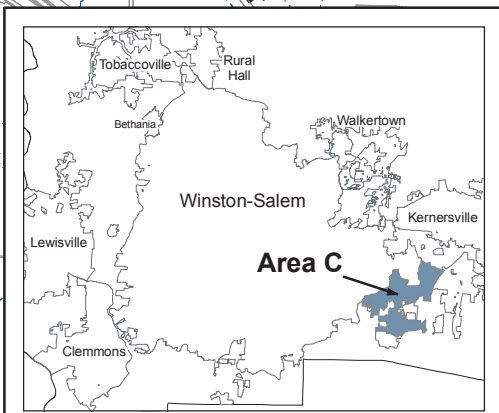 Tobaccoville
Rural
Hall
Bethania
Walkertown
Winston-Salem
Kernersville
Lewisville
Area C
Clemmons